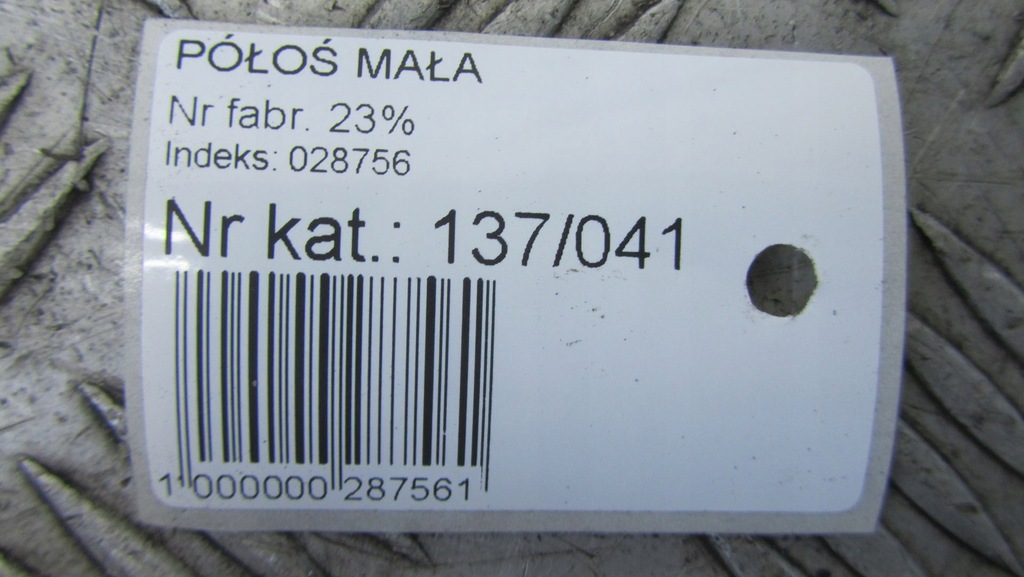 PÓŁOŚ MAŁA
Nr fabr. 23%
Indeks: 028756
Nr kat.: 137/041
1 000000 287561